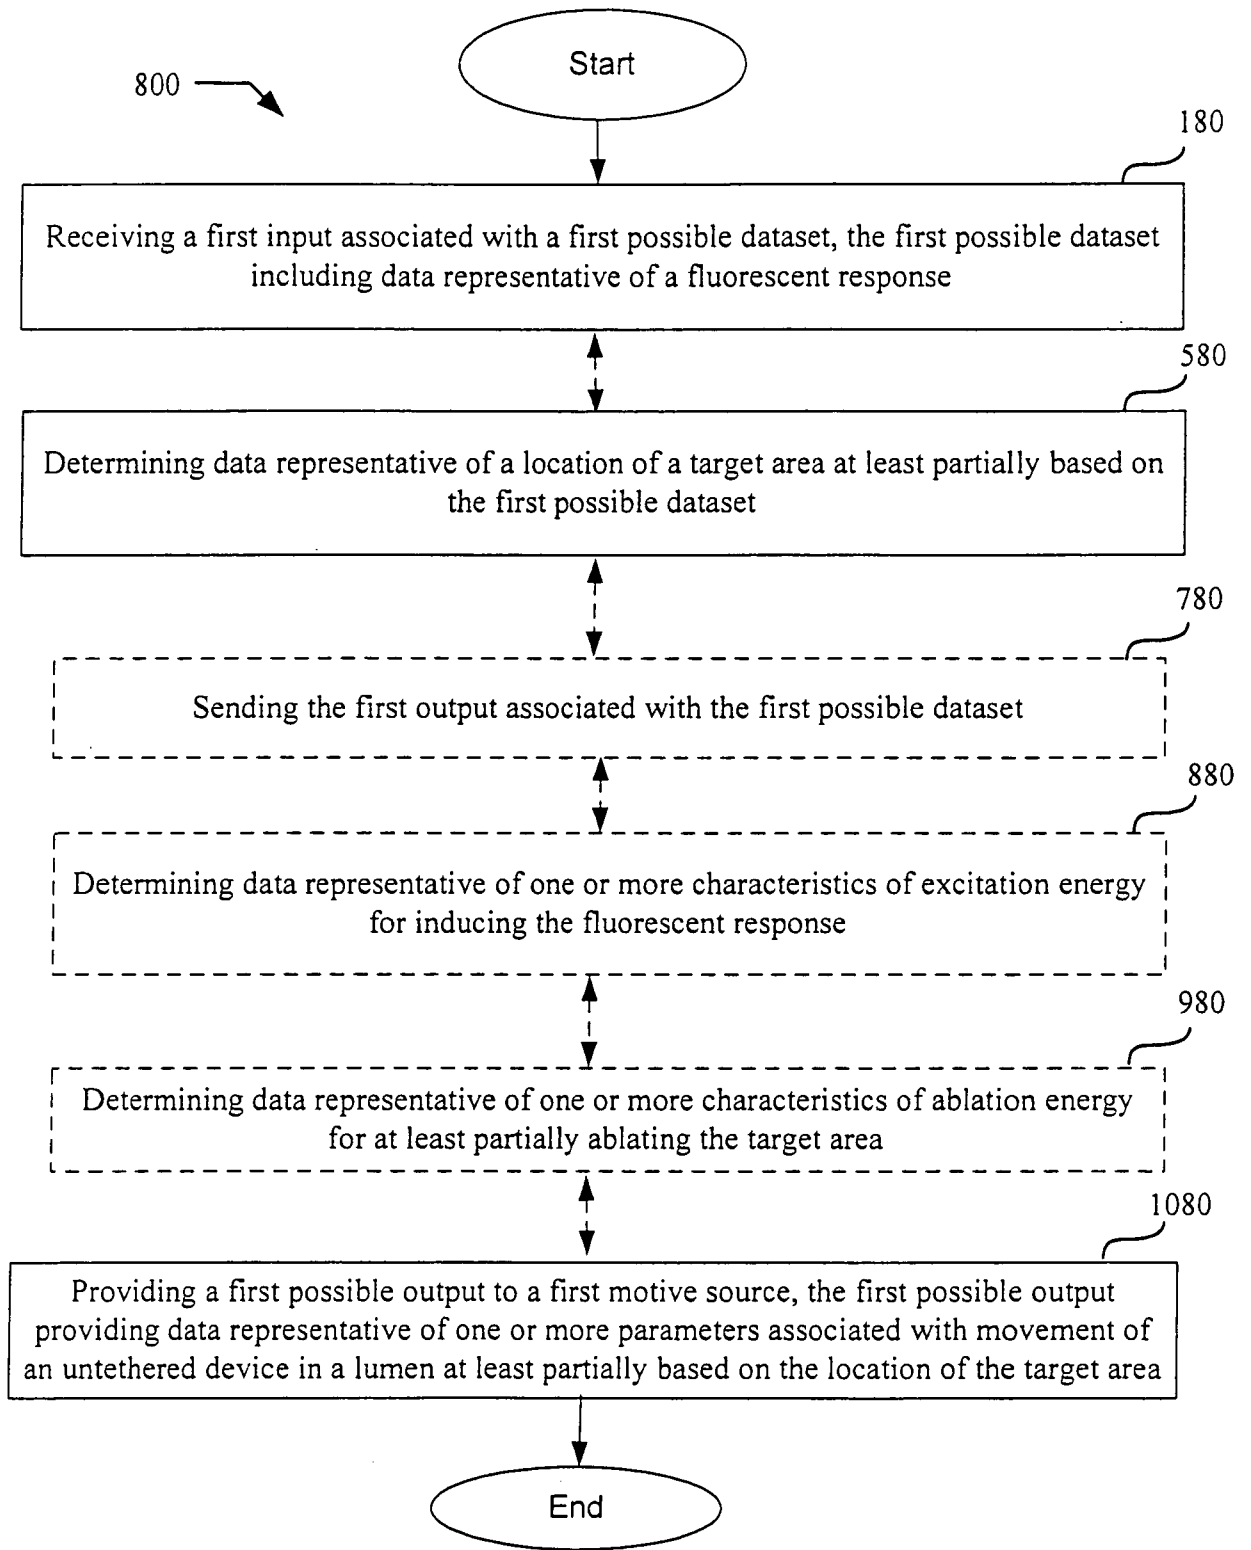 Start
800
180
Receiving a first input associated with a first possible dataset, the first possible dataset
including data representative of a fluorescent response
580
Determining data representative of a location of a target area at least partially based on
the first possible dataset
780
Sending the first output associated with the first possible dataset
880
Determining data representative of one or more characteristics of excitation energy
for inducing the fluorescent response
980
Determining data representative of one or more characteristics of ablation energy
for at least partially ablating the target area
1080
Providing a first possible output to a first motive source, the first possible output
providing data representative of one or more parameters associated with movement of
an untethered device in a lumen at least partially based on the location of the target area
End